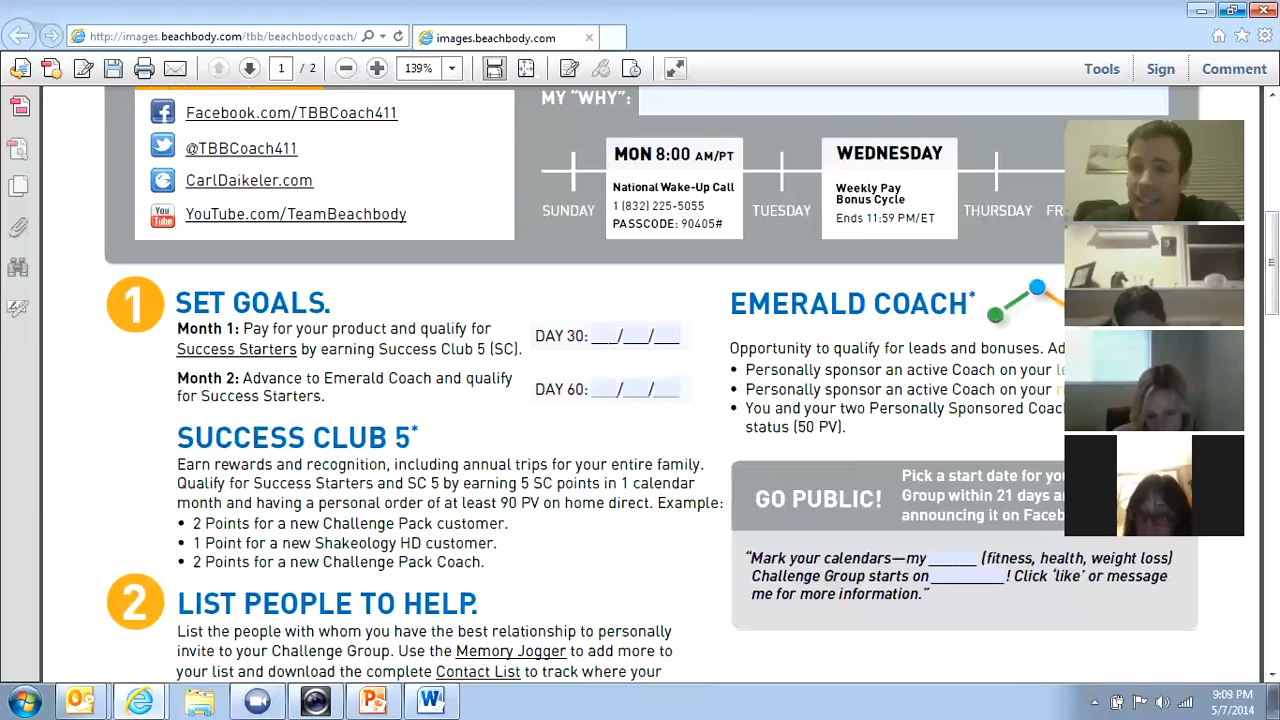 http://images.beachbody.com/tbb/beachbodycoach/
images.beachbody.com
1 / 2
139%
Tools
Sign
Comment
Facebook.com/TBBCoach411
@TBBCoach411
CarlDaikeler.com
YouTube.com/TeamBeachbody
MY “WHY”:
SUNDAY
MON 8:00 AM/PT
National Wake-Up Call
1 (832) 225-5055
PASSCODE: 90405#
TUESDAY
WEDNESDAY
Weekly Pay
Bonus Cycle
Ends 11:59 PM/ET
THURSDAY
FR
1
SET GOALS.
Month 1: Pay for your product and qualify for
Success Starters by earning Success Club 5 (SC).
DAY 30: __/__/__
Month 2: Advance to Emerald Coach and qualify
for Success Starters.
DAY 60: __/__/__
SUCCESS CLUB 5*
Earn rewards and recognition, including annual trips for your entire family.
Qualify for Success Starters and SC 5 by earning 5 SC points in 1 calendar
month and having a personal order of at least 90 PV on home direct. Example:
• 2 Points for a new Challenge Pack customer.
• 1 Point for a new Shakeology HD customer.
• 2 Points for a new Challenge Pack Coach.
2
LIST PEOPLE TO HELP.
List the people with whom you have the best relationship to personally
invite to your Challenge Group. Use the Memory Jogger to add more to
your list and download the complete Contact List to track where your
EMERALD COACH*
Opportunity to qualify for leads and bonuses. Ad
• Personally sponsor an active Coach on your le
• Personally sponsor an active Coach on your r
• You and your two Personally Sponsored Coac
status (50 PV).
GO PUBLIC!
Pick a start date for yo
Group within 21 days a
announcing it on Faceb
“Mark your calendars—my ______ (fitness, health, weight loss)
Challenge Group starts on _________! Click ‘like’ or message
me for more information.”
9:09 PM
5/7/2014